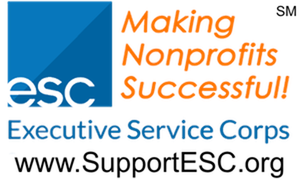 SM
Making
Nonprofits
Successful!
esc
Executive Service Corps
www.SupportESC.org